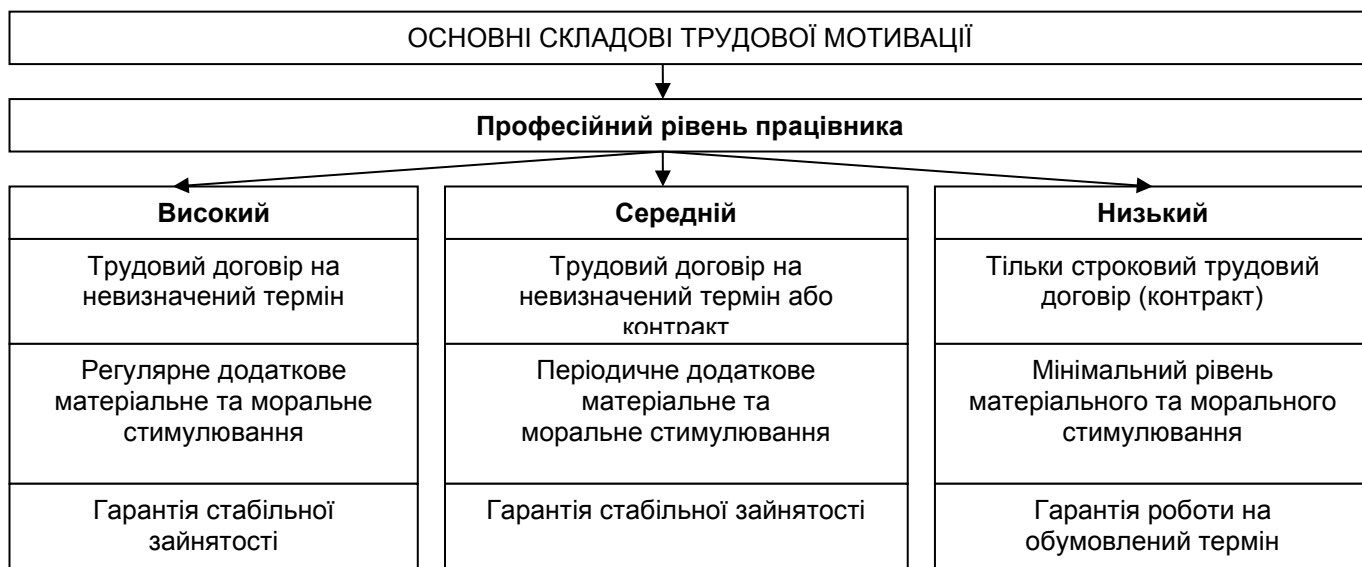 ОСНОВНІ СКЛАДОВІ ТРУДОВОЇ МОТИВАЦІЇ
Професійний рівень працівника
Високий
Трудовий договір на
невизначений термін
Регулярне додаткове
матеріальне та моральне
стимулювання
Гарантія стабільної
зайнятості
Середній
Трудовий договір на
невизначений термін або
контракт
Періодичне додаткове
матеріальне та
моральне стимулювання
Гарантія стабільної зайнятості
Низький
Тільки строковий трудовий
договір (контракт)
Мінімальний рівень
матеріального та морального
стимулювання
Гарантія роботи на
обумовлений термін